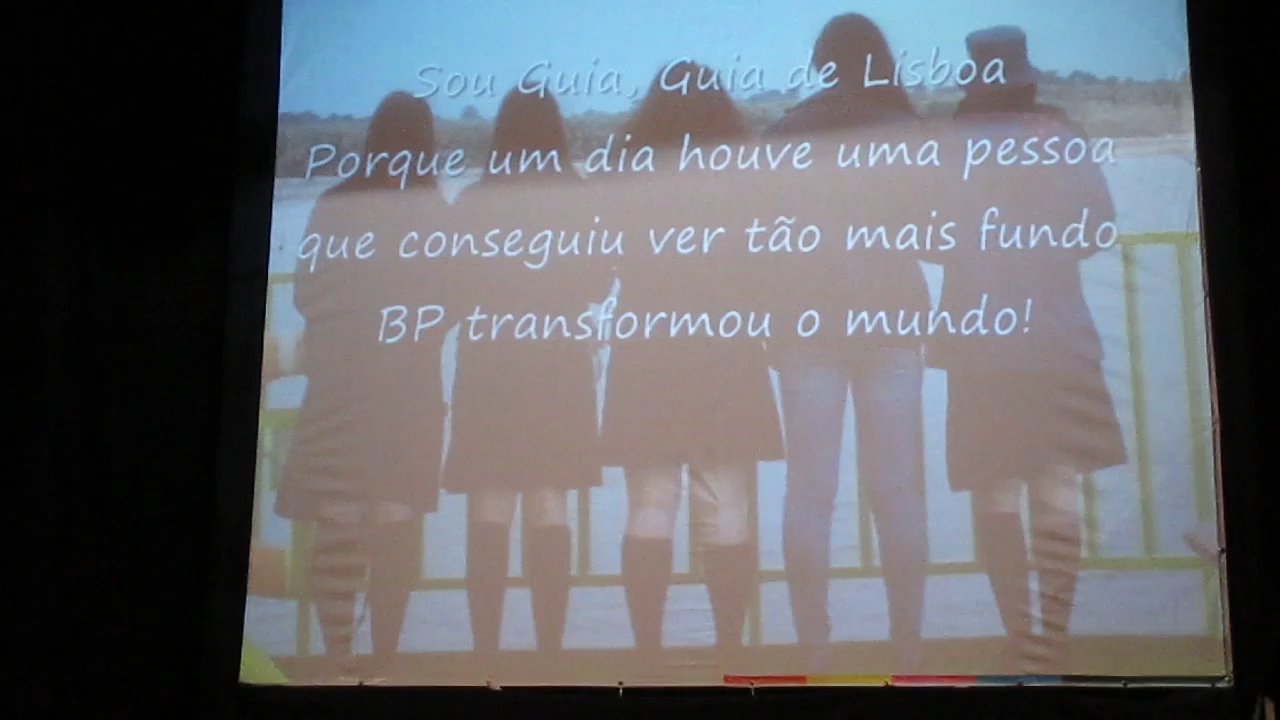 Sou Guia, Guia de Lisboa
Porque um dia houve uma pessoa
que conseguiu ver tão mais fundo
BP transformou o mundo!